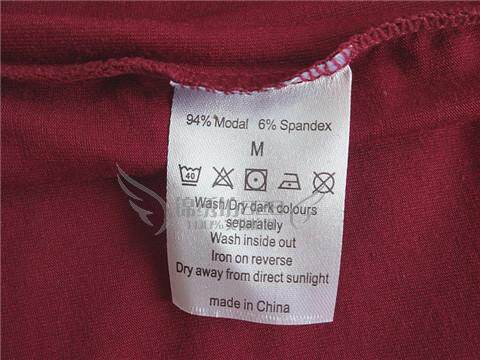 94% Modal 6% Spandex
M
40
Wash/Dry dark colours
separately
Wash inside out
Iron on reverse
Dry away from direct sunlight
made in China